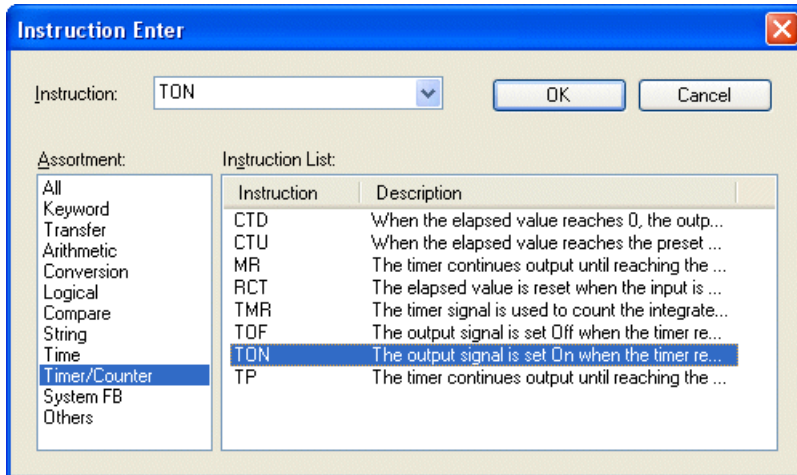 Instruction Enter
Instruction: TON OK Cancel
Assortment: Instruction List:
All
Keyword
Transfer
Arithmetic
Conversion
Logical
Compare
String
Time
Timer/Counter
System FB
Others
Instruction Description
CTD When the elapsed value reaches 0, the outp...
CTU When the elapsed value reaches the preset ...
MR The timer continues output until reaching the ...
RCT The elapsed value is reset when the input is ...
TMR The timer signal is used to count the integrate...
TOF The output signal is set Off when the timer re...
TON The output signal is set On when the timer re...
TP The timer continues output until reaching the ...